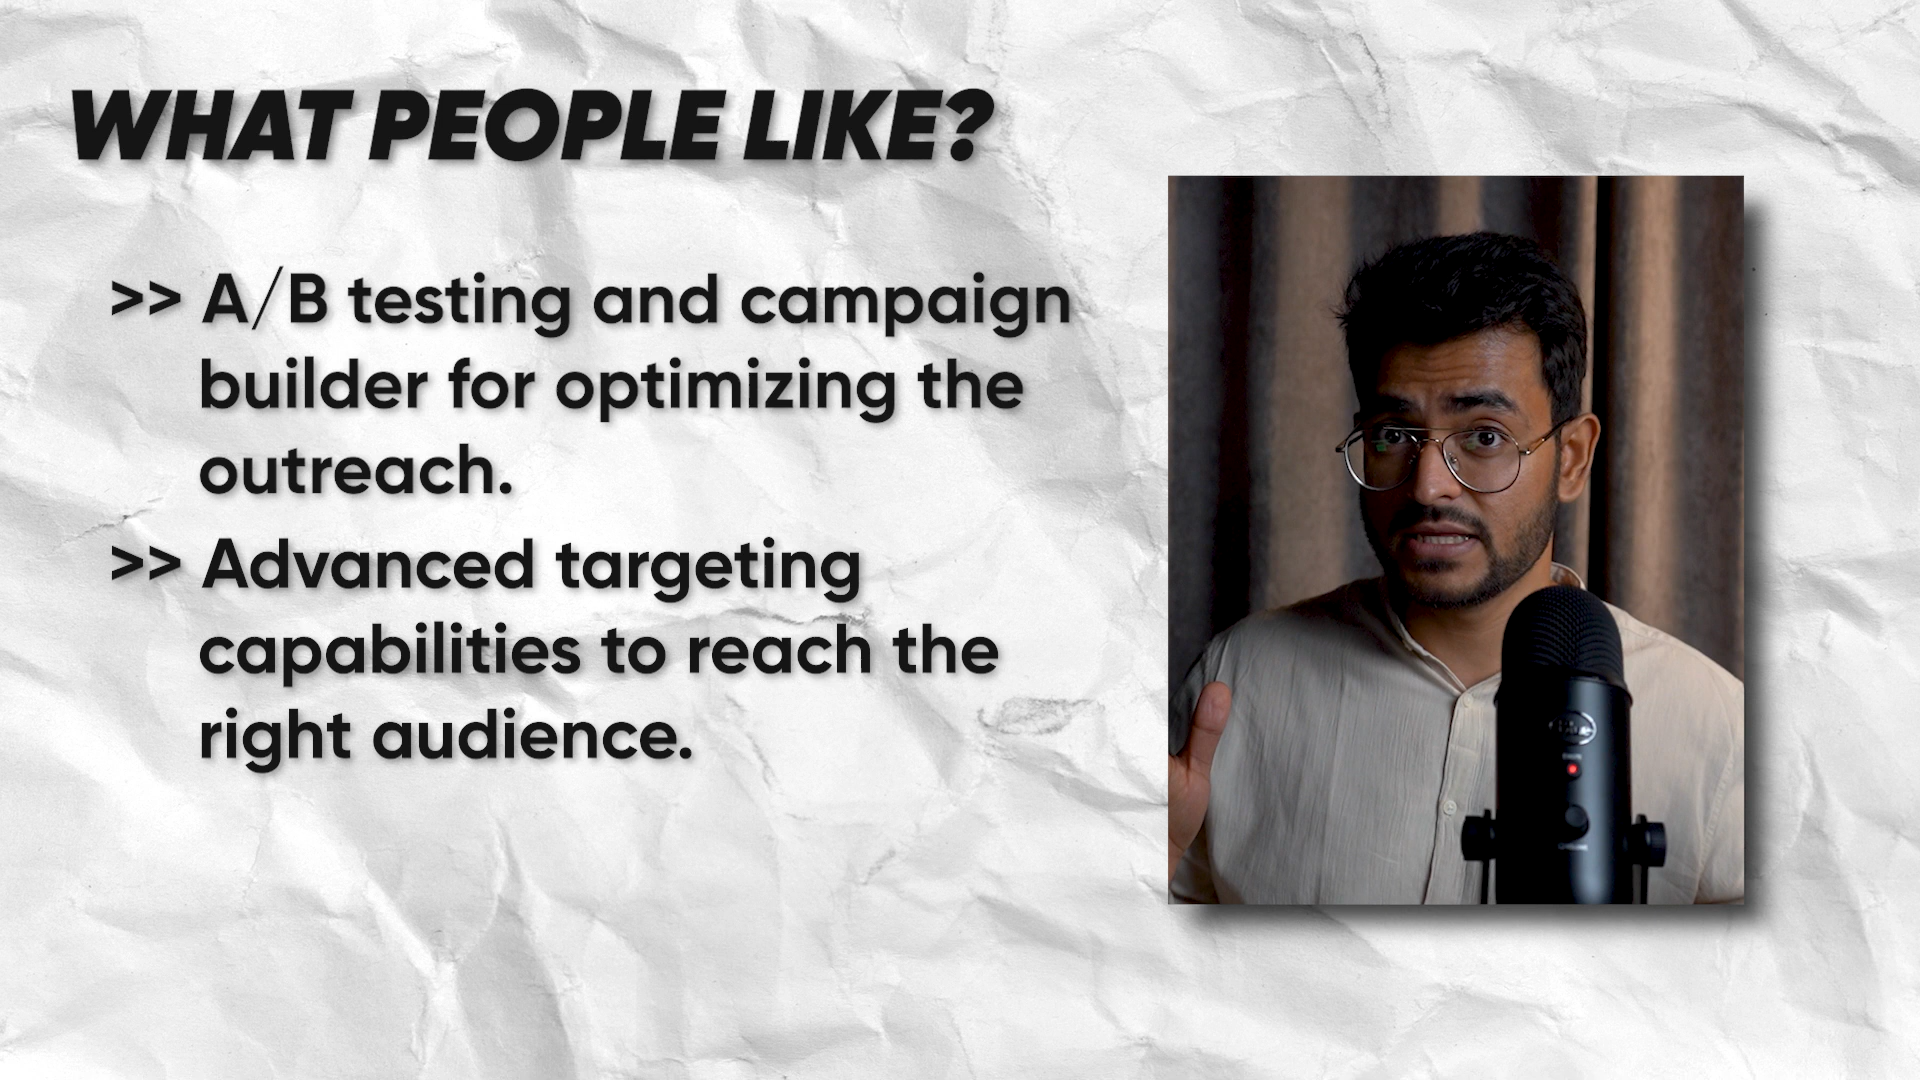 WHAT PEOPLE LIKE?
>> A/B testing and campaign
builder for optimizing the
outreach.
>> Advanced targeting
capabilities to reach the
right audience.